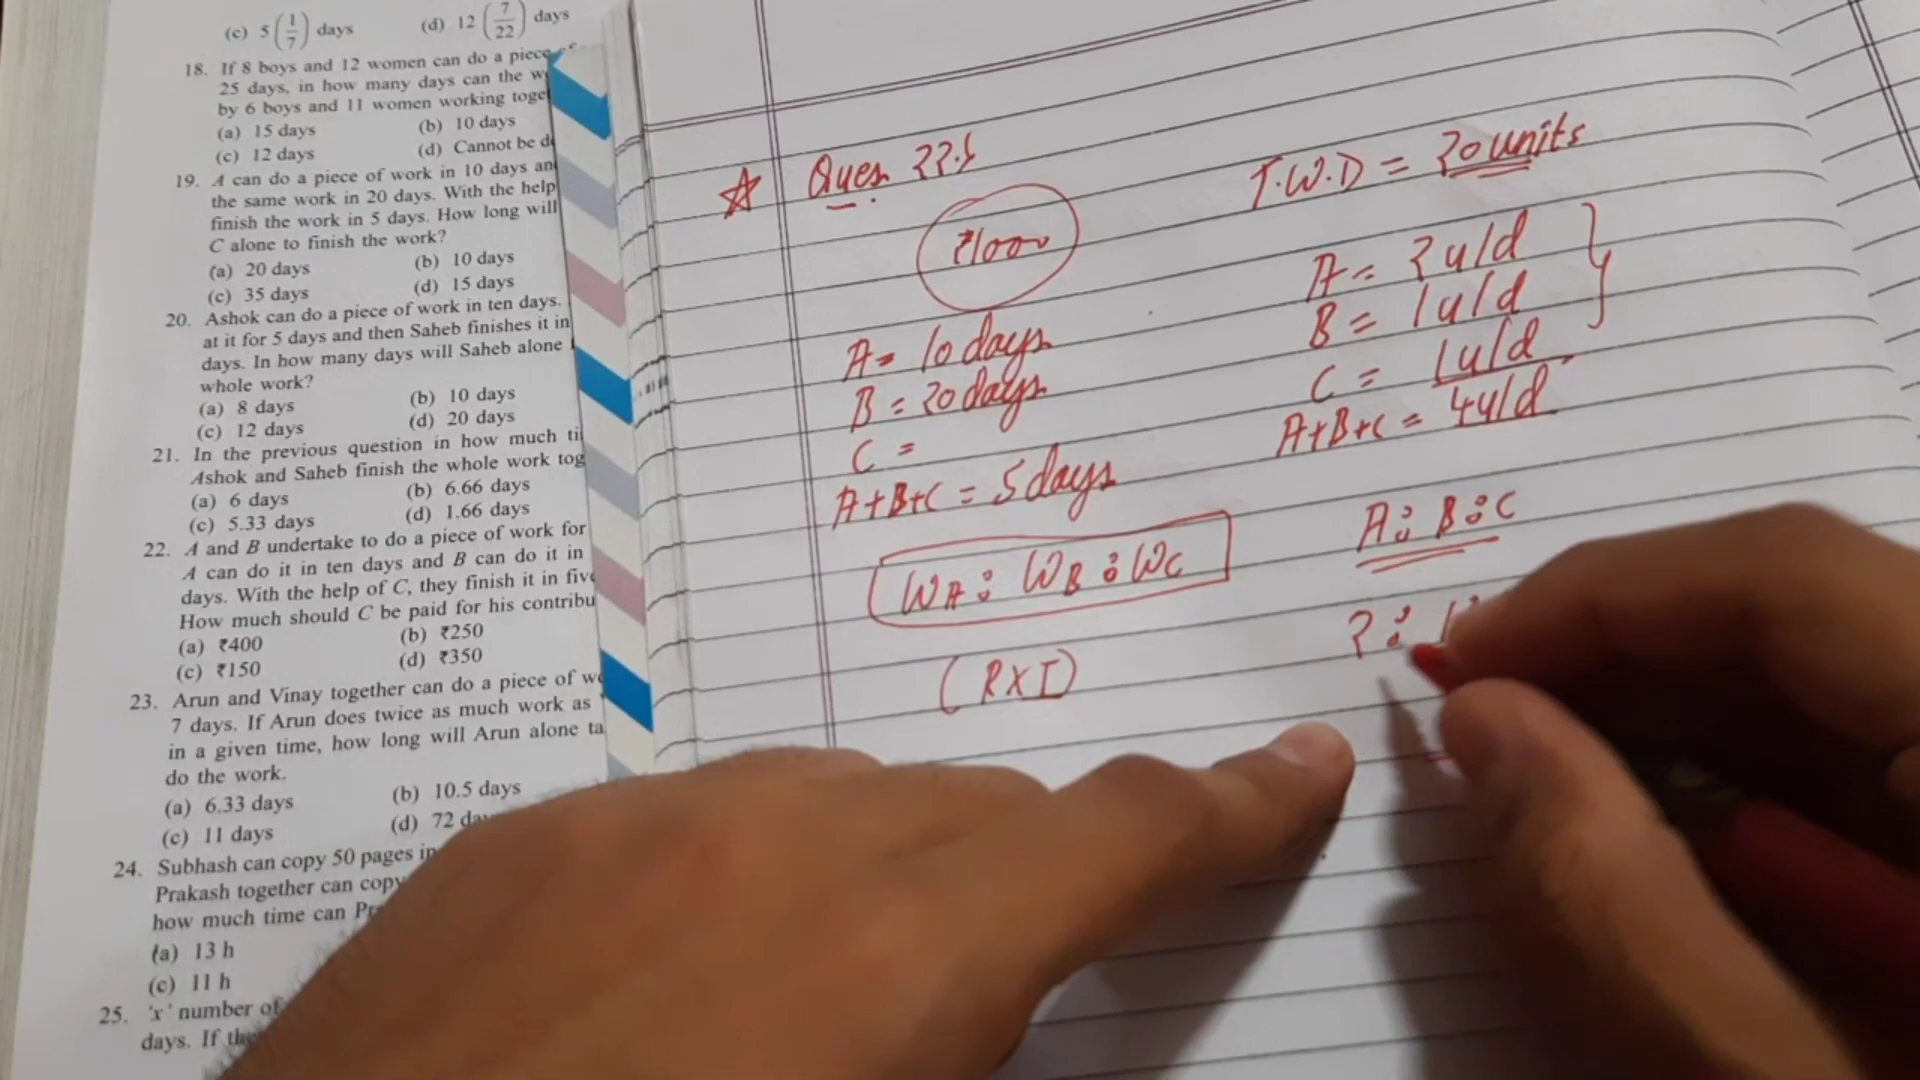 (c) 5(1/7) days (d) 12(7/22) days
18. If 8 boys and 12 women can do a piece
25 days, in how many days can the
by 6 boys and 11 women working
(a) 15 days (b) 10 days
(c) 12 days (d) Cannot be
19. A can do a piece of work in 10 days
the same work in 20 days. With the help
finish the work in 5 days. How long will
C alone to finish the work?
(a) 20 days (b) 10 days
(c) 35 days (d) 15 days
20. Ashok can do a piece of work in ten days.
at it for 5 days and then Saheb finishes it in
days. In how many days will Saheb alone
whole work?
(a) 8 days (b) 10 days
(c) 12 days (d) 20 days
21. In the previous question in how much
Ashok and Saheb finish the whole work
(a) 6 days (b) 6.66 days
(c) 5.33 days (d) 1.66 days
22. A and B undertake to do a piece of work for
A can do it in ten days and B can do it in
days. With the help of C, they finish it in
How much should C be paid for his
(a) ₹400 (b) ₹250
(c) ₹150 (d) ₹350
23. Arun and Vinay together can do a piece of
7 days. If Arun does twice as much work as
in a given time, how long will Arun alone
do the work.
(a) 6.33 days (b) 10.5 days
(c) 11 days (d) 72
24. Subhash can copy 50 pages in
Prakash together can copy
how much time can
(a) 13 h
(c) 11 h
25. 'x' number of
days. If
Ques. 22.
₹1000
A = 10 days
B = 20 days
C =
A+B+C = 5 days
WA : WB : WC
(R×I)
T.W.D = 20 units
A = 2 u/d
B = 1 u/d
C = 1 u/d
A+B+C = 4 u/d
A : B : C
2 : 1 :